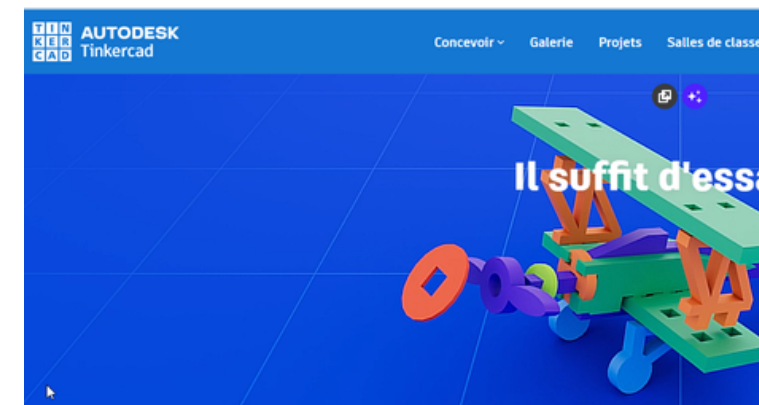 TIN
KER
CAD
AUTODESK
Tinkercad
Concevoir Galerie Projets Salles de classe
Il suffit d'essa